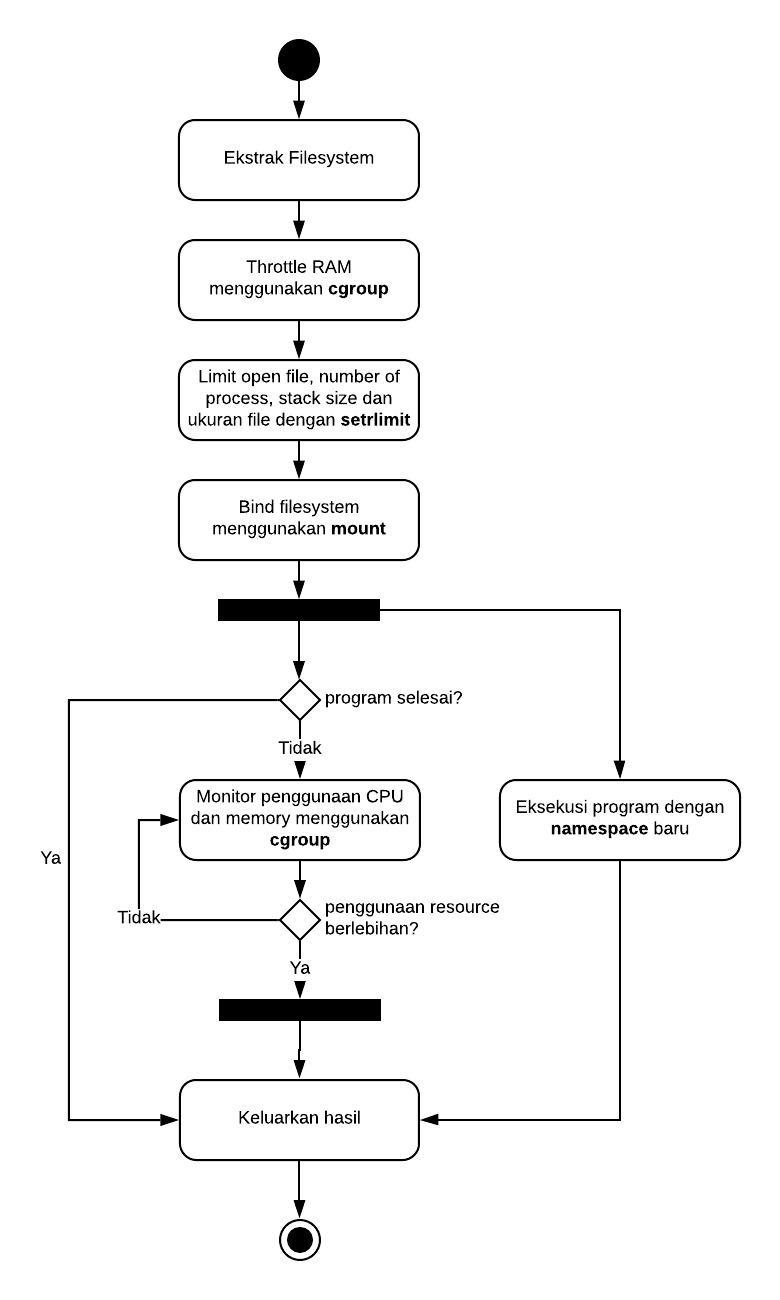 Ekstrak Filesystem
Throttle RAM
menggunakan cgroup
Limit open file, number of
process, stack size dan
ukuran file dengan setrlimit
Bind filesystem
menggunakan mount
program selesai?
Tidak
Monitor penggunaan CPU
dan memory menggunakan
cgroup
Eksekusi program dengan
namespace baru
Ya
Tidak
penggunaan resource
berlebihan?
Ya
Keluarkan hasil